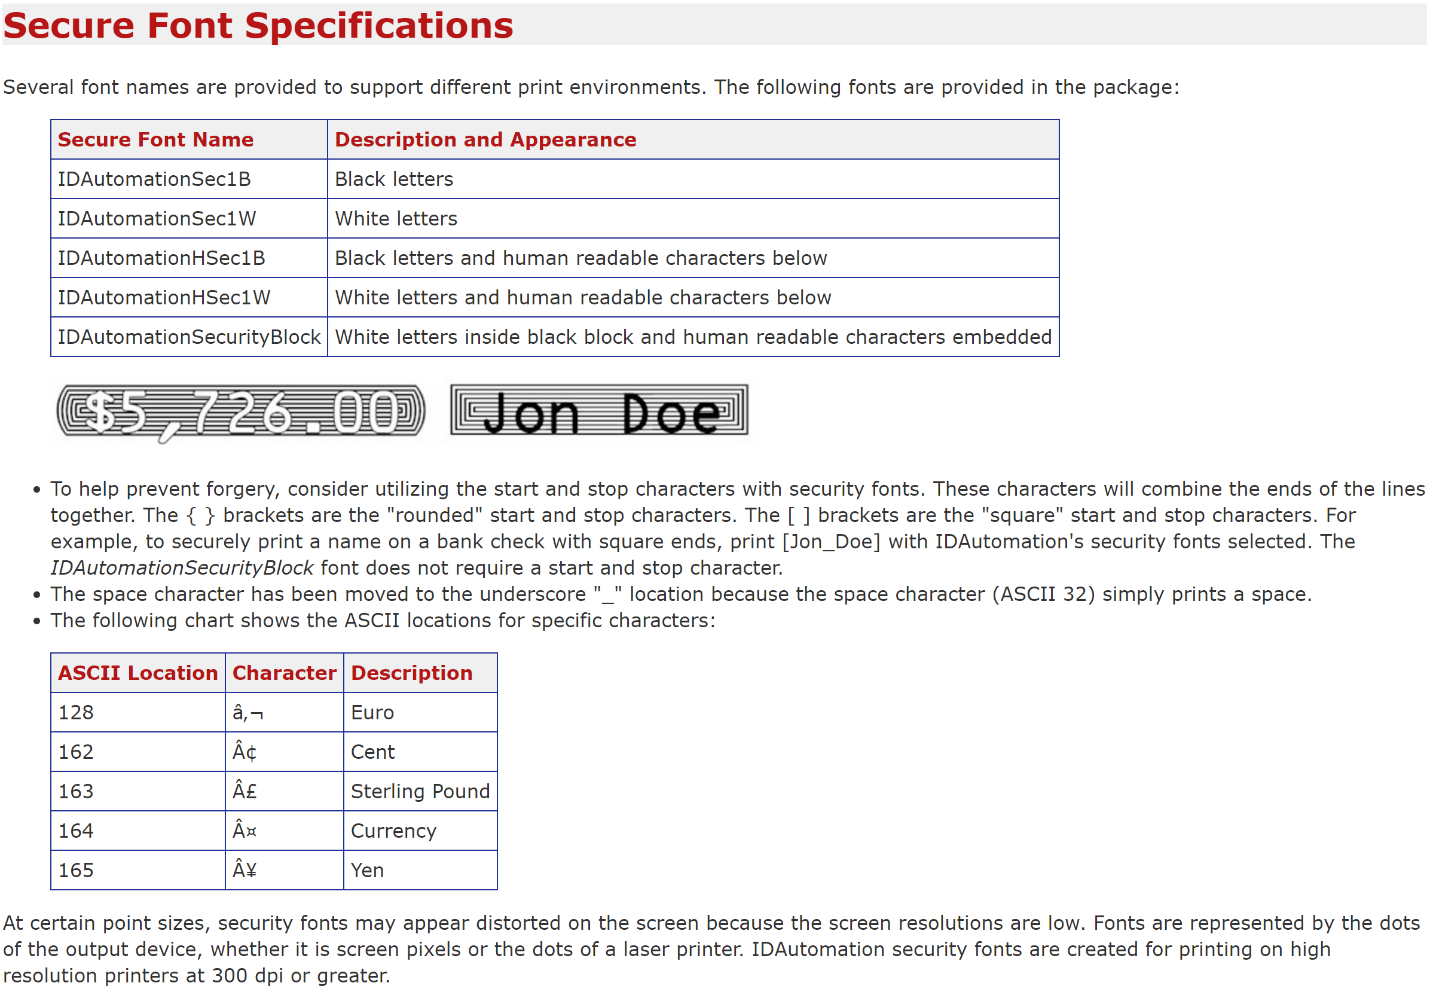 Secure Font Specifications
Several font names are provided to support different print environments. The following fonts are provided in the package:
Secure Font Name Description and Appearance
IDAutomationSec1B Black letters
IDAutomationSec1W White letters
IDAutomationHSec1B Black letters and human readable characters below
IDAutomationHSec1W White letters and human readable characters below
IDAutomationSecurityBlock White letters inside black block and human readable characters embedded
$5,726.00 Jon Doe
• To help prevent forgery, consider utilizing the start and stop characters with security fonts. These characters will combine the ends of the lines
together. The { } brackets are the "rounded" start and stop characters. The [ ] brackets are the "square" start and stop characters. For
example, to securely print a name on a bank check with square ends, print [Jon_Doe] with IDAutomation's security fonts selected. The
IDAutomationSecurityBlock font does not require a start and stop character.
• The space character has been moved to the underscore "_" location because the space character (ASCII 32) simply prints a space.
• The following chart shows the ASCII locations for specific characters:
ASCII Location Character Description
128 â‚¬ Euro
162 Â¢ Cent
163 Â£ Sterling Pound
164 Â¤ Currency
165 Â¥ Yen
At certain point sizes, security fonts may appear distorted on the screen because the screen resolutions are low. Fonts are represented by the dots
of the output device, whether it is screen pixels or the dots of a laser printer. IDAutomation security fonts are created for printing on high
resolution printers at 300 dpi or greater.